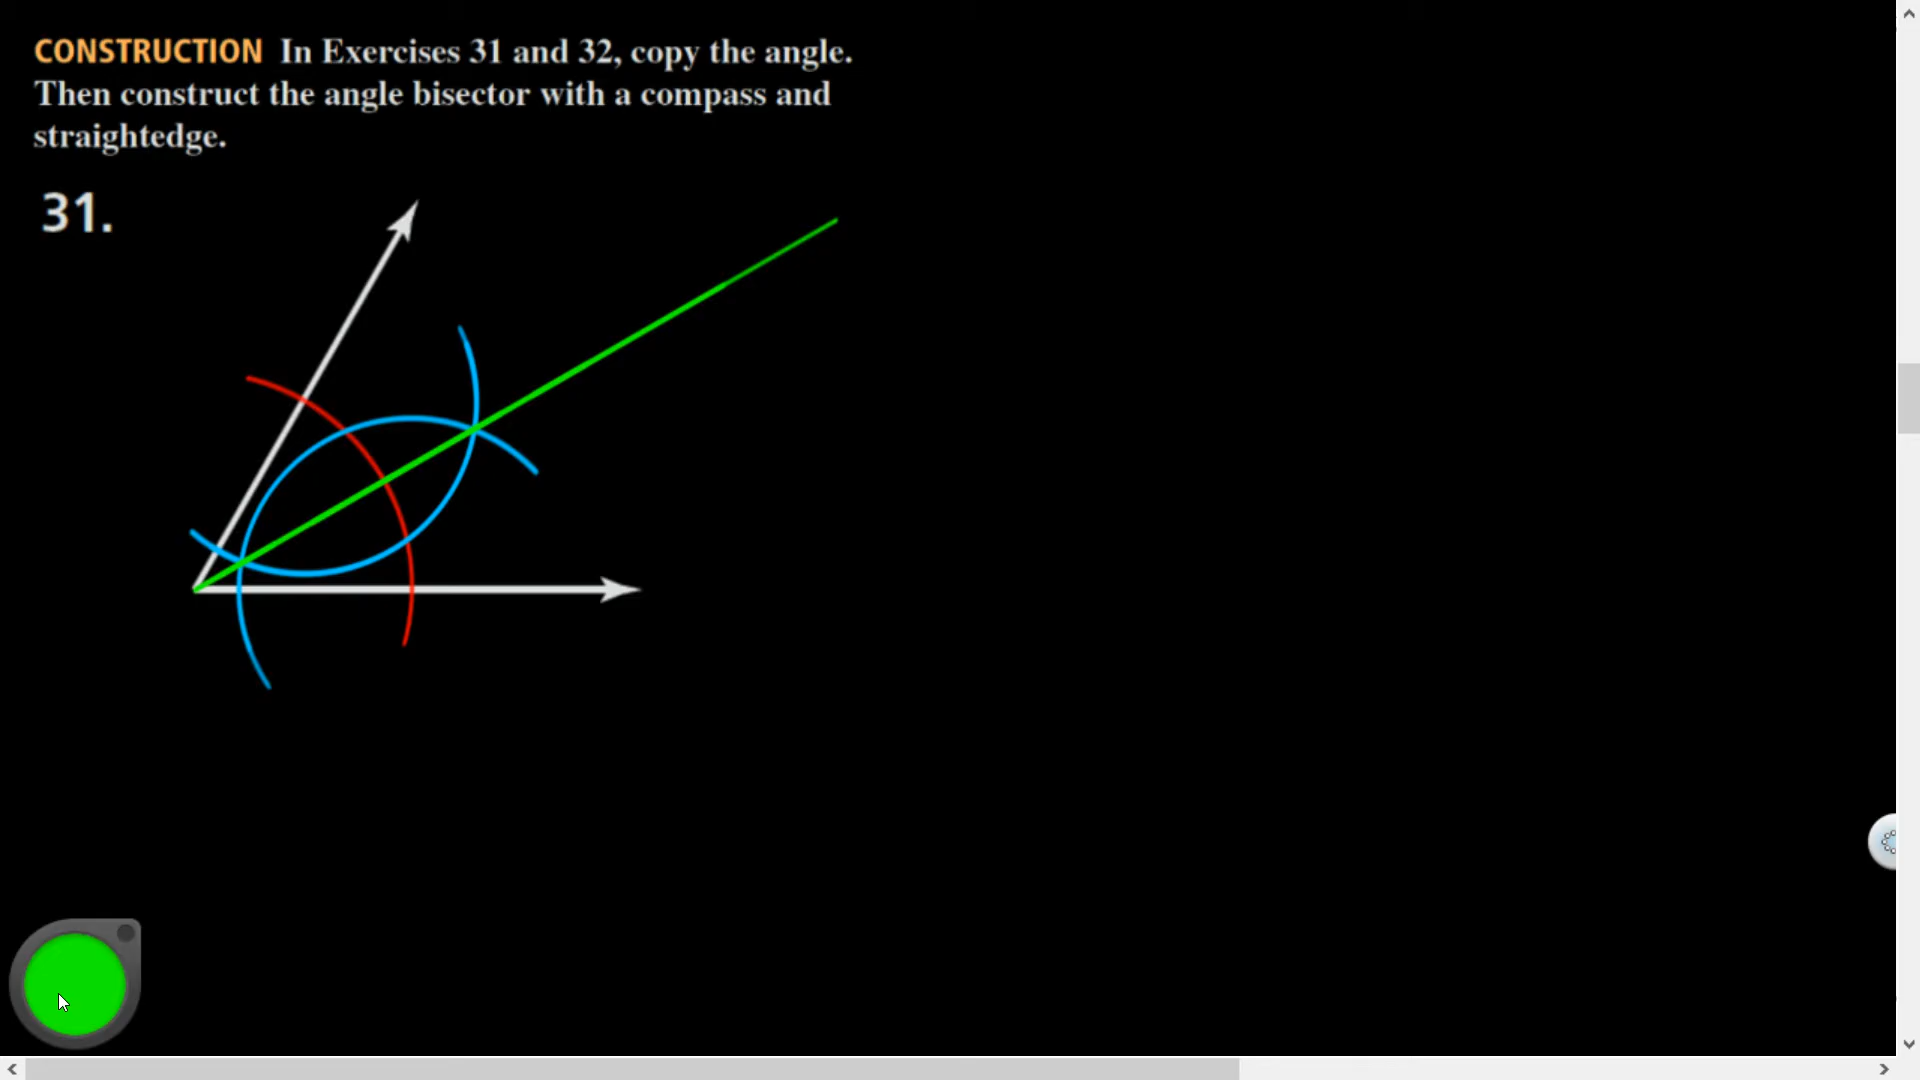 CONSTRUCTION In Exercises 31 and 32, copy the angle.
Then construct the angle bisector with a compass and
straightedge.
31.